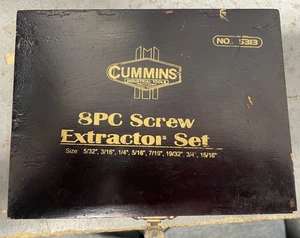 NO. 5313
CUMMINS
INDUSTRIAL TOOLS
8PC Screw
Extractor Set
Size: 5/32", 3/16", 1/4", 5/16", 7/16", 19/32", 3/4", 15/16"